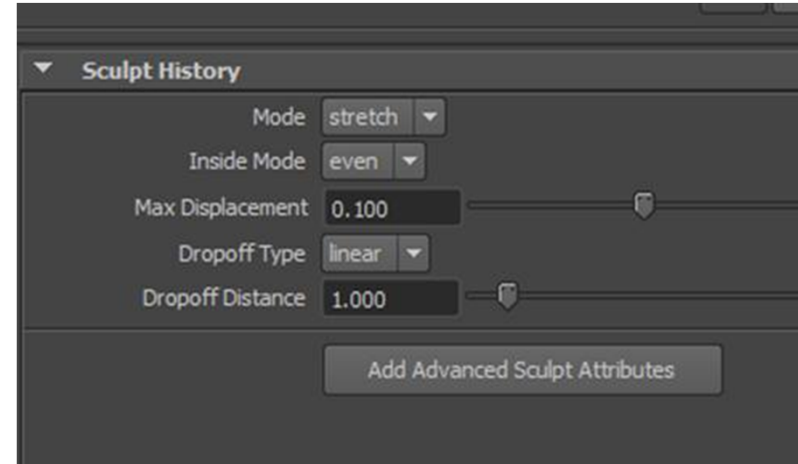 Sculpt History
Mode stretch
Inside Mode even
Max Displacement 0.100
Dropoff Type linear
Dropoff Distance 1.000
Add Advanced Sculpt Attributes